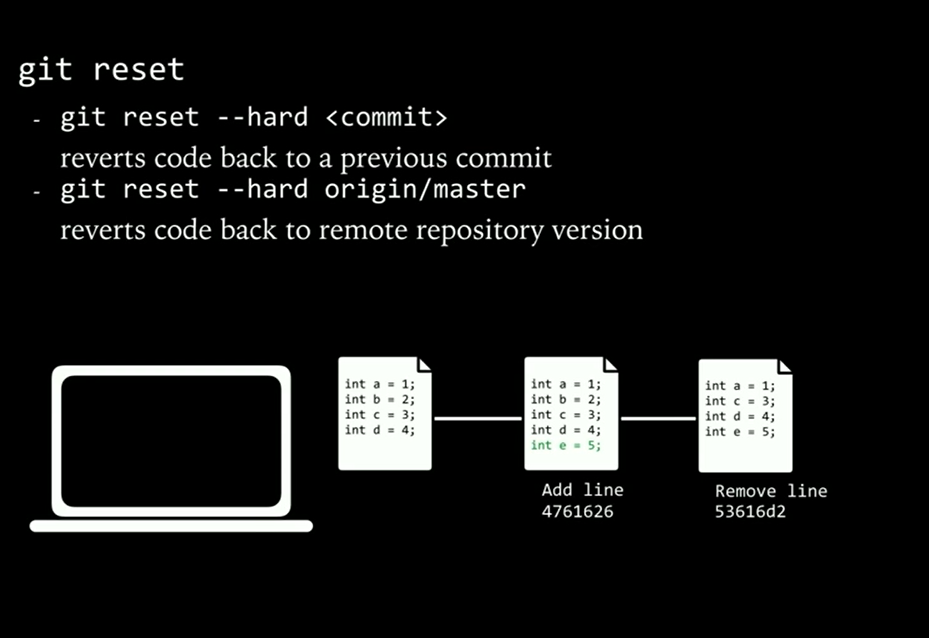 git reset
- git reset --hard <commit>
reverts code back to a previous commit
- git reset --hard origin/master
reverts code back to remote repository version
int a = 1;
int b = 2;
int c = 3;
int d = 4;
int a = 1;
int b = 2;
int c = 3;
int d = 4;
int e = 5;
Add line
4761626
int a = 1;
int c = 3;
int d = 4;
int e = 5;
Remove line
53616d2